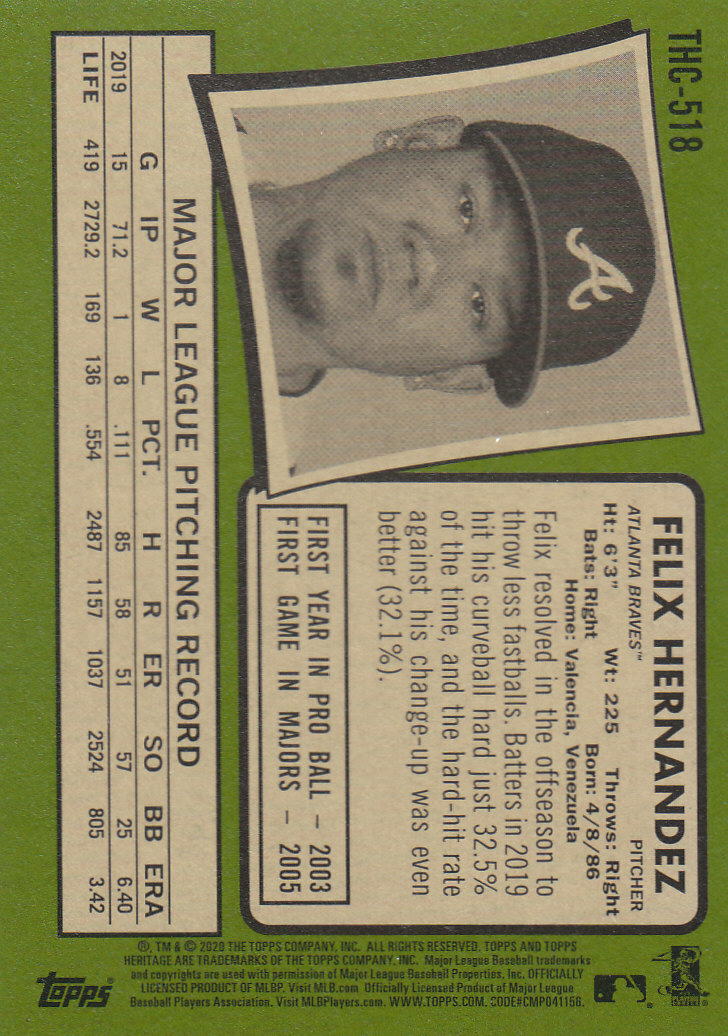 THC-518
FELIX HERNANDEZ
ATLANTA BRAVES™ PITCHER
Ht: 6'3" Wt: 225 Throws: Right
Bats: Right Born: 4/8/86
Home: Valencia, Venezuela
Felix resolved in the offseason to
throw less fastballs. Batters in 2019
hit his curveball hard just 32.5%
of the time, and the hard-hit rate
against his change-up was even
better (32.1%).
FIRST YEAR IN PRO BALL – 2003
FIRST GAME IN MAJORS – 2005
A
MAJOR LEAGUE PITCHING RECORD
G IP W L PCT. H R ER SO BB ERA
2019 15 71.2 1 8 .111 85 58 51 57 25 6.40
LIFE 419 2729.2 169 136 .554 2487 1157 1037 2524 805 3.42
®, TM & © 2020 THE TOPPS COMPANY, INC. ALL RIGHTS RESERVED. TOPPS AND TOPPS
HERITAGE ARE TRADEMARKS OF THE TOPPS COMPANY, INC. Major League Baseball trademarks
and copyrights are used with permission of Major League Baseball Properties, Inc. OFFICIALLY
LICENSED PRODUCT OF MLBP. Visit MLB.com Officially Licensed Product of Major League
Baseball Players Association. Visit MLBPlayers.com. WWW.TOPPS.COM. CODE#CMP041156.
topps®